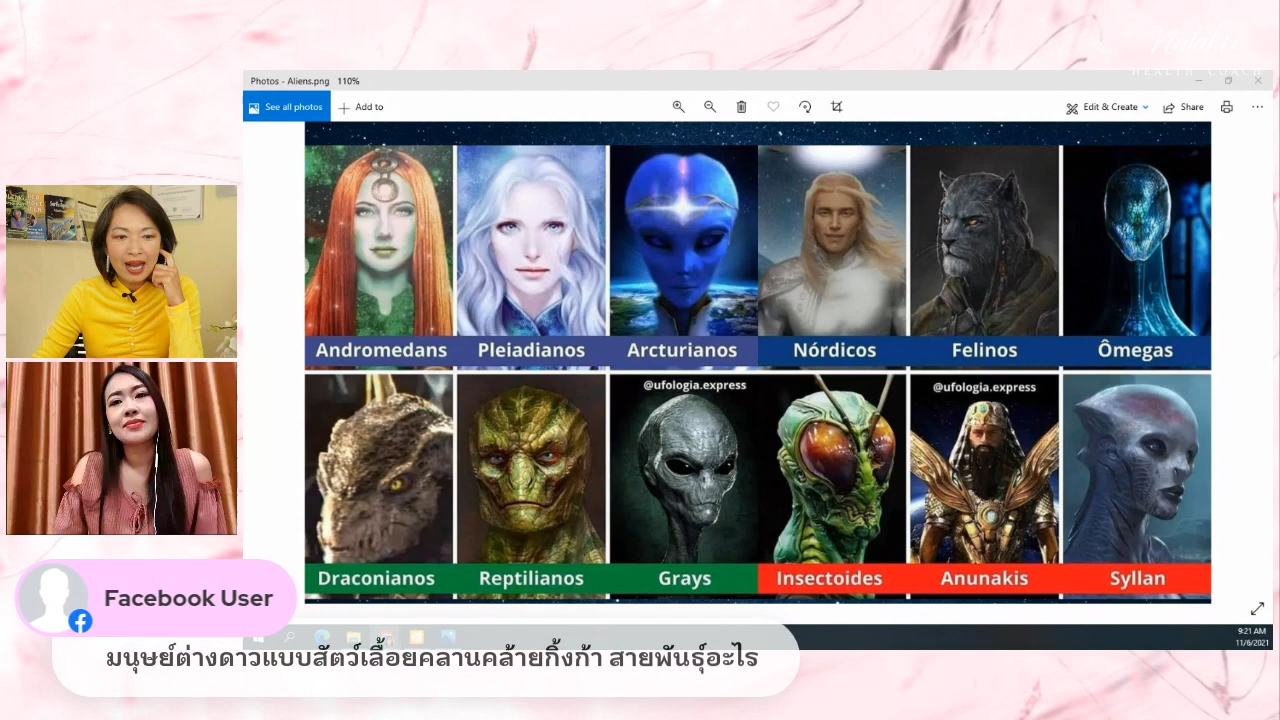 Natalie
HEALTH COACH
Photos - Aliens.png 110%
See all photos
Add to
Edit & Create
Share
Andromedans
Pleiadianos
Arcturianos
Nórdicos
Felinos
Ômegas
@ufologia.express
@ufologia.express
Draconianos
Reptilianos
Grays
Insectoides
Anunakis
Syllan
Facebook User
มนุษย์ต่างดาวแบบสัตว์เลื้อยคลานคล้ายกิ้งก้า สายพันธุ์อะไร
9:21 AM
11/6/2021